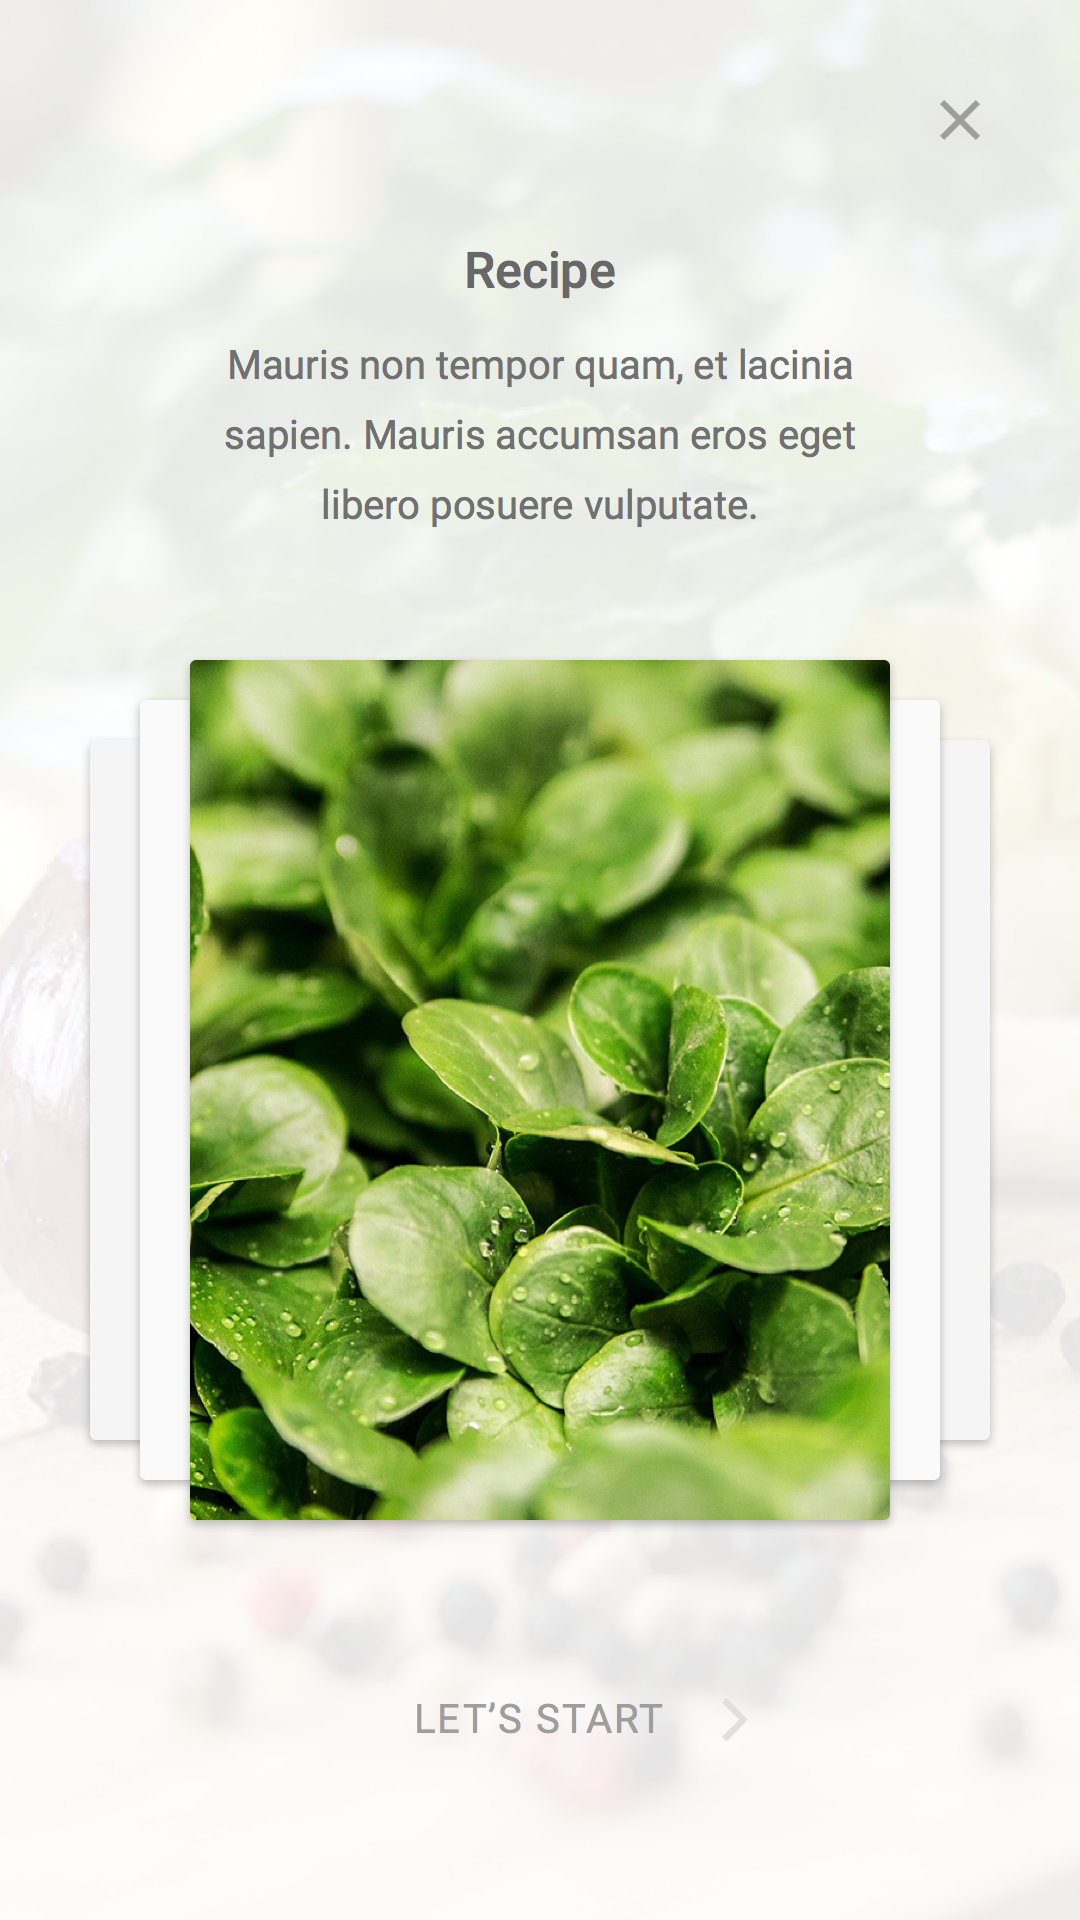 Recipe
Mauris non tempor quam, et lacinia
sapien. Mauris accumsan eros eget
libero posuere vulputate.
LET’S START